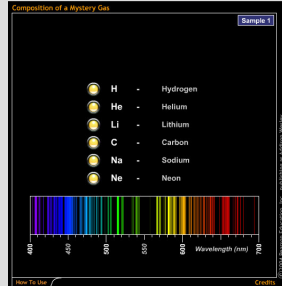 Composition of a Mystery Gas
Sample 1
H - Hydrogen
He - Helium
Li - Lithium
C - Carbon
Na - Sodium
Ne - Neon
400 450 500 550 600 Wavelength (nm) 700
How To Use
Credits